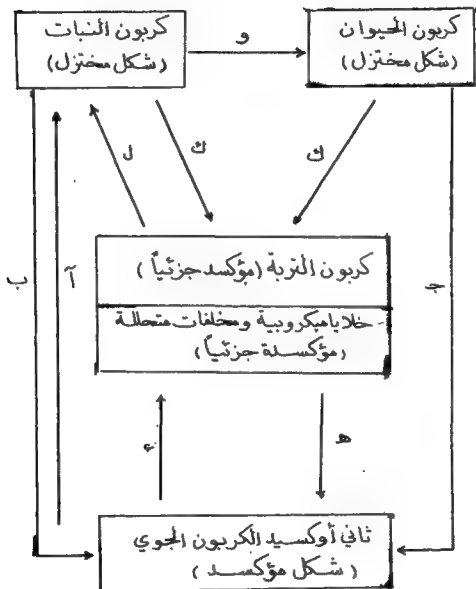 كربون النبات
(شكل مختزل)
و
كربون الحيوان
(شكل مختزل)
ل
ك
ك
ب
آ
كربون التربة (مؤكسد جزئياً)
خلايا ميكروبية ومخلفات متحللة
(مؤكسدة جزئياً)
جـ
ء
هـ
ثاني أوكسيد الكربون الجوي
(شكل مؤكسد)